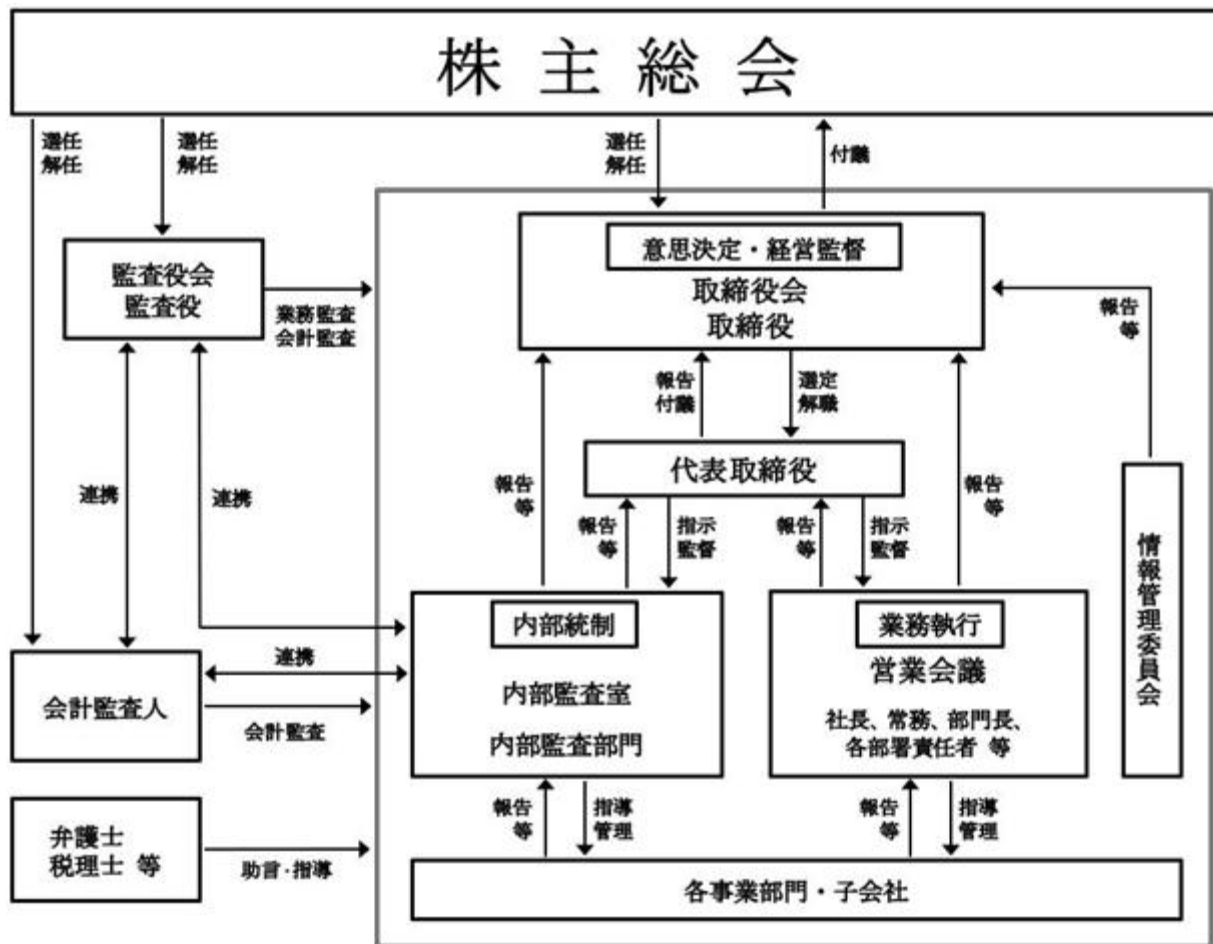 株主総会
選任
解任
選任
解任
選任
解任
付議
意思決定・経営監督
取締役会
取締役
監査役会
監査役
業務監査
会計監査
報告
等
報告
付議
選定
解職
代表取締役
連携
連携
報告
等
報告
等
指示
監督
報告
等
指示
監督
報告
等
情報管理委員会
内部統制
内部監査室
内部監査部門
業務執行
営業会議
社長、常務、部門長、
各部署責任者 等
連携
会計監査人
会計監査
報告
等
指導
管理
報告
等
指導
管理
弁護士
税理士 等
助言・指導
各事業部門・子会社